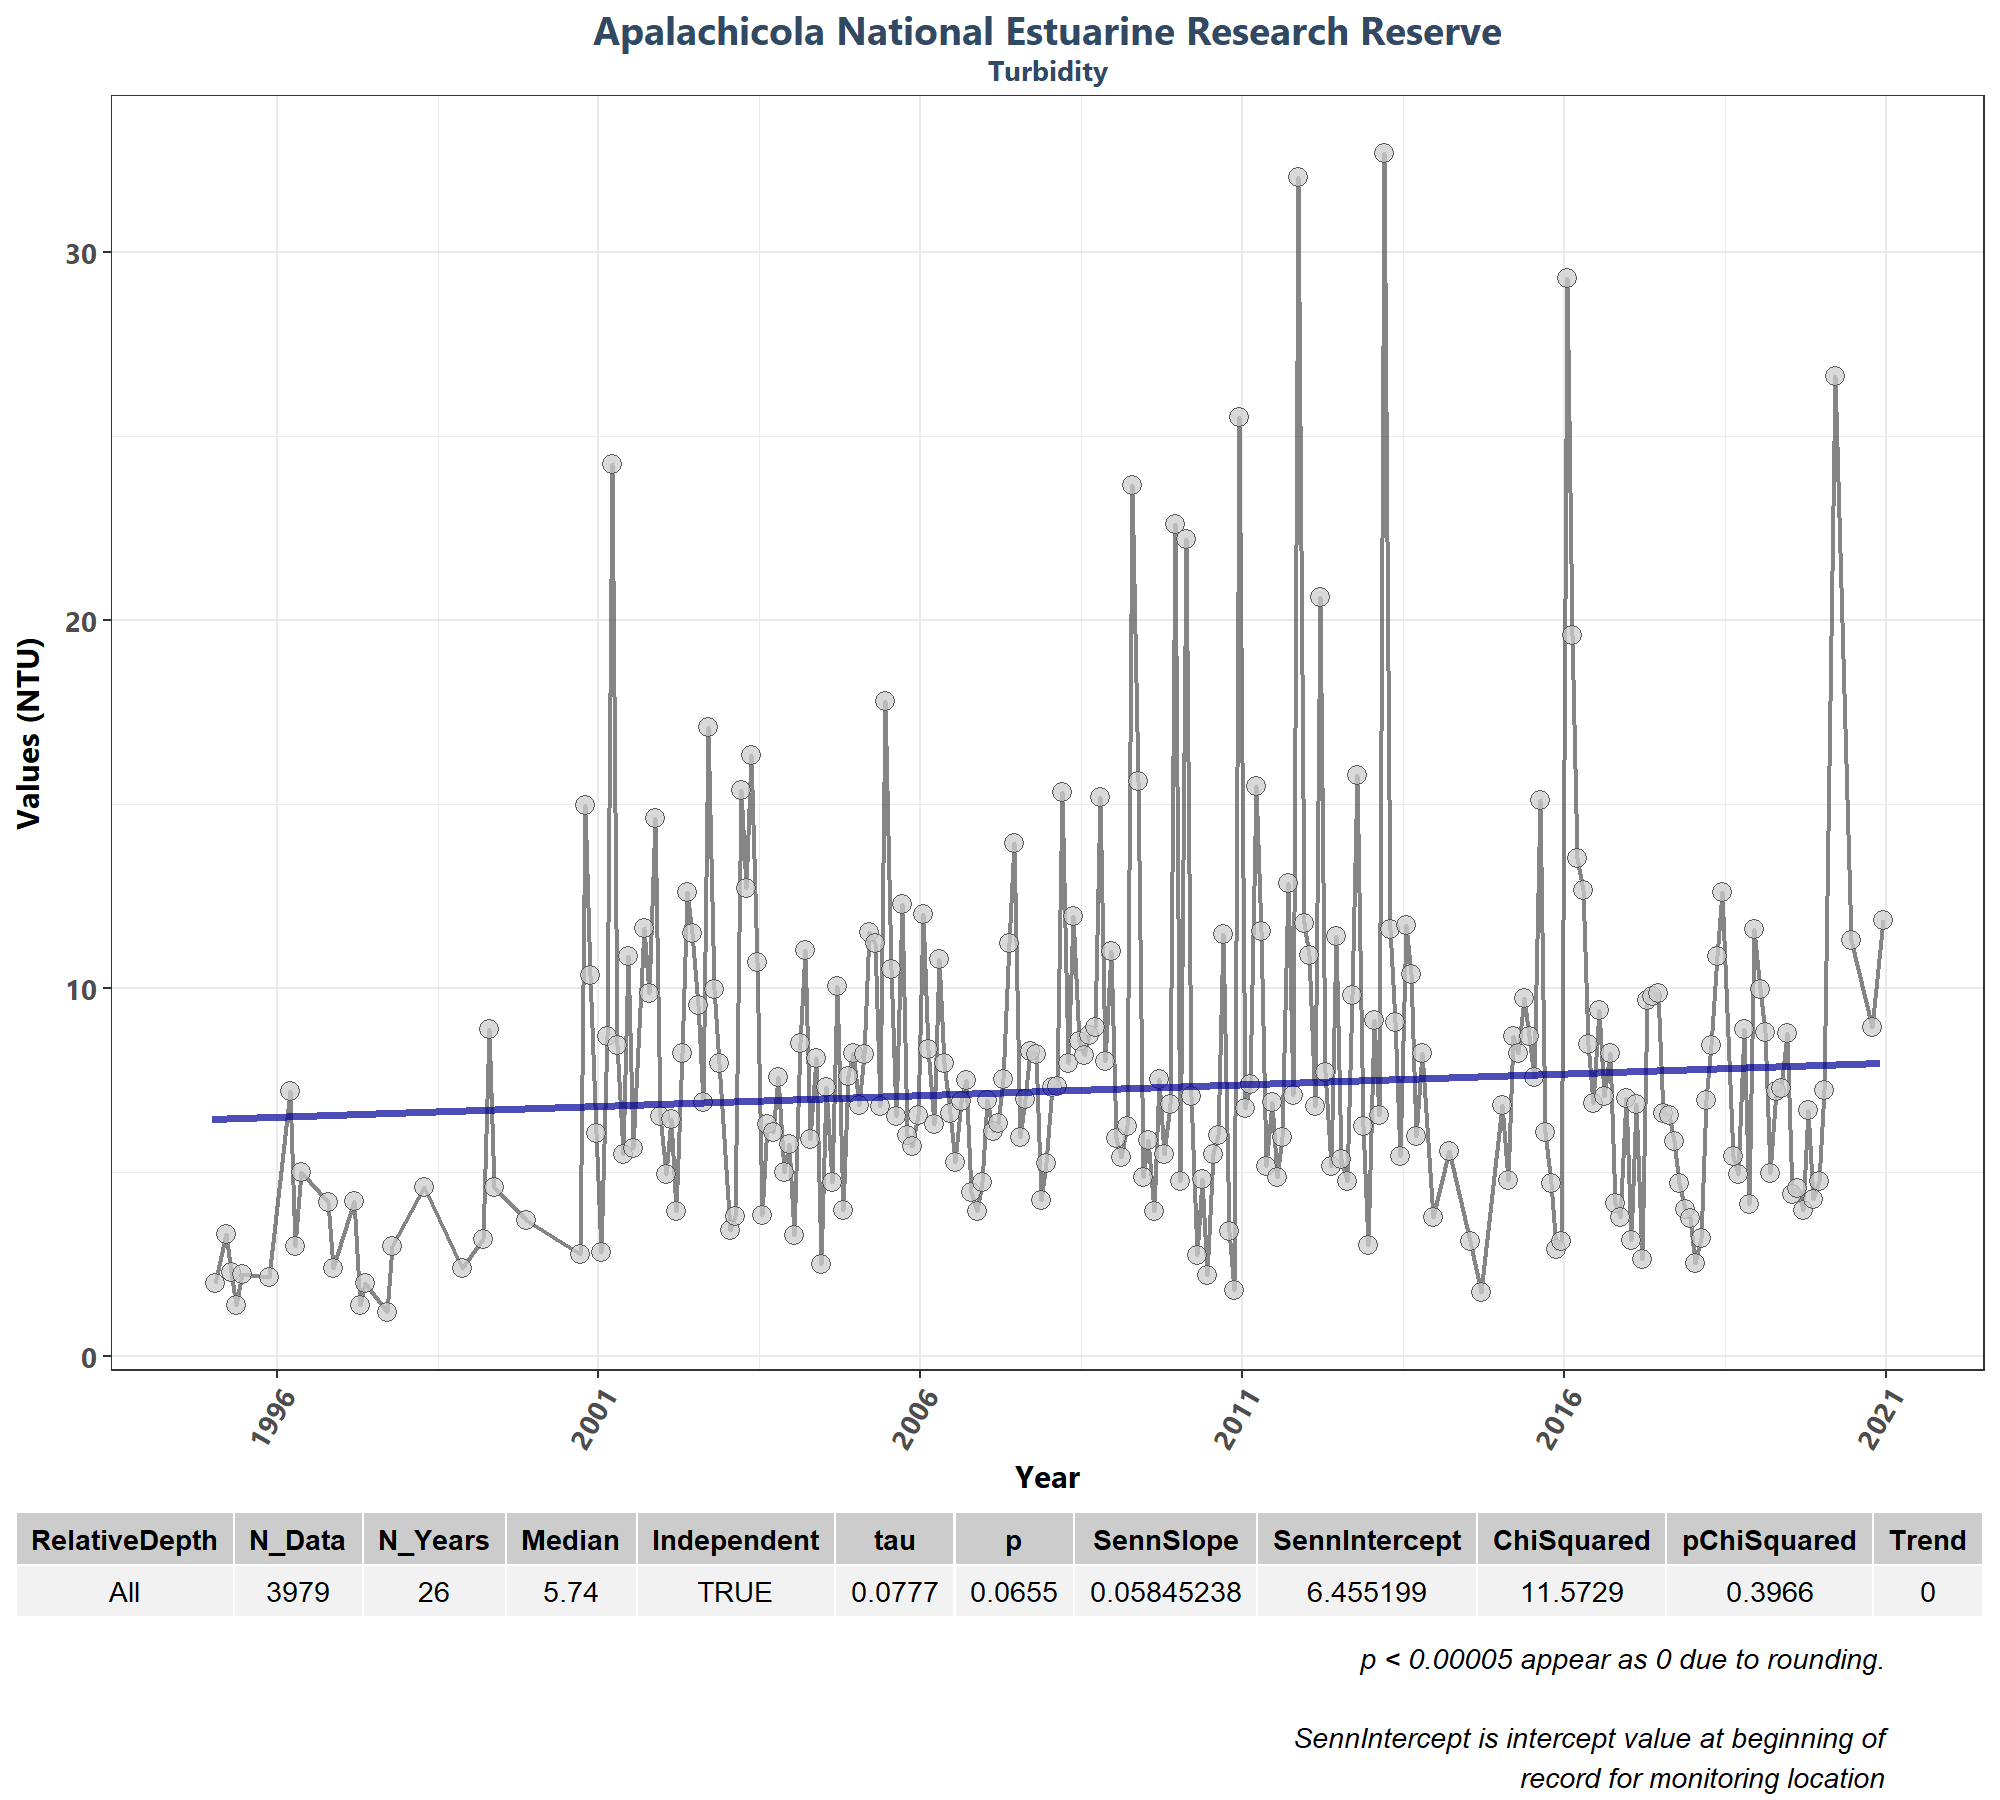 Apalachicola National Estuarine Research Reserve
Turbidity
Values (NTU)
30
20
10
0
1996
2001
2006
2011
2016
2021
Year
RelativeDepth N_Data N_Years Median Independent tau p SennSlope SennIntercept ChiSquared pChiSquared Trend
All 3979 26 5.74 TRUE 0.0777 0.0655 0.05845238 6.455199 11.5729 0.3966 0
p < 0.00005 appear as 0 due to rounding.
SennIntercept is intercept value at beginning of
record for monitoring location